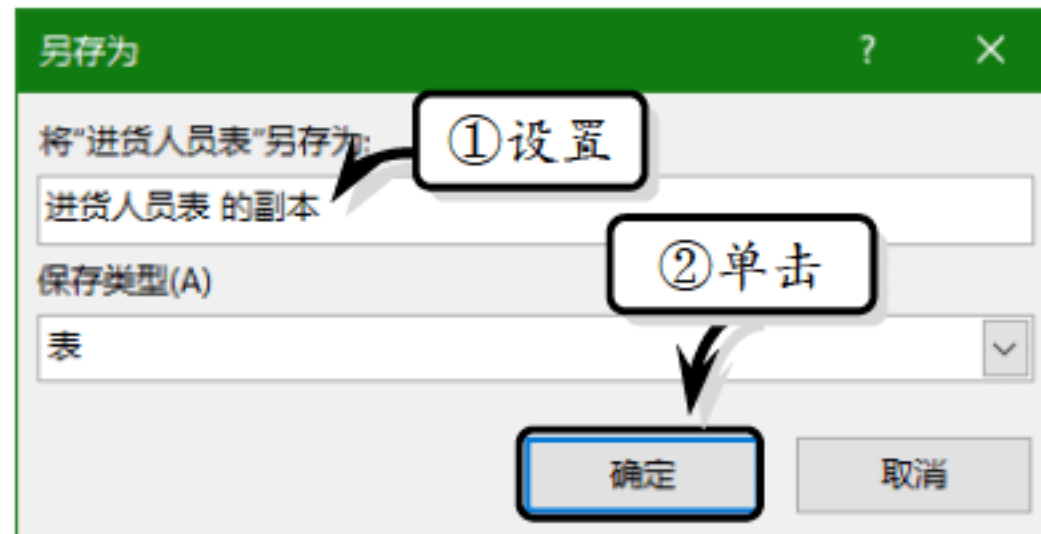 另存为
将“进货人员表”另存为:
①设置
进货人员表 的副本
②单击
保存类型(A)
表
确定
取消